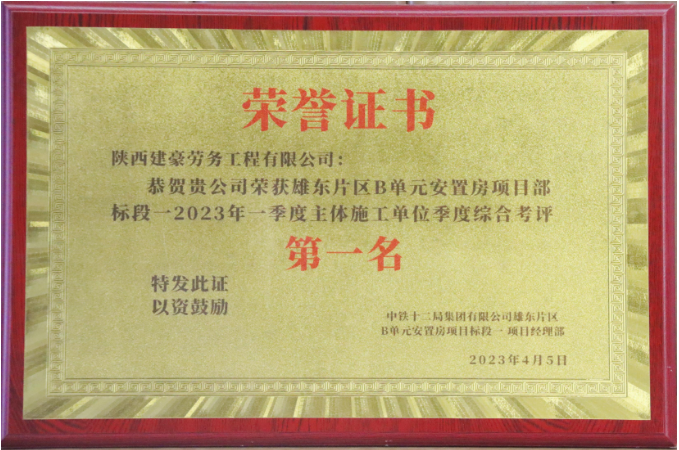 荣誉证书
陕西建豪劳务工程有限公司：
恭贺贵公司荣获雄东片区B单元安置房项目部
标段一2023年一季度主体施工单位季度综合考评
第一名
特发此证
以资鼓励
中铁十二局集团有限公司雄东片区
B单元安置房项目标段一项目经理部
2023年4月5日